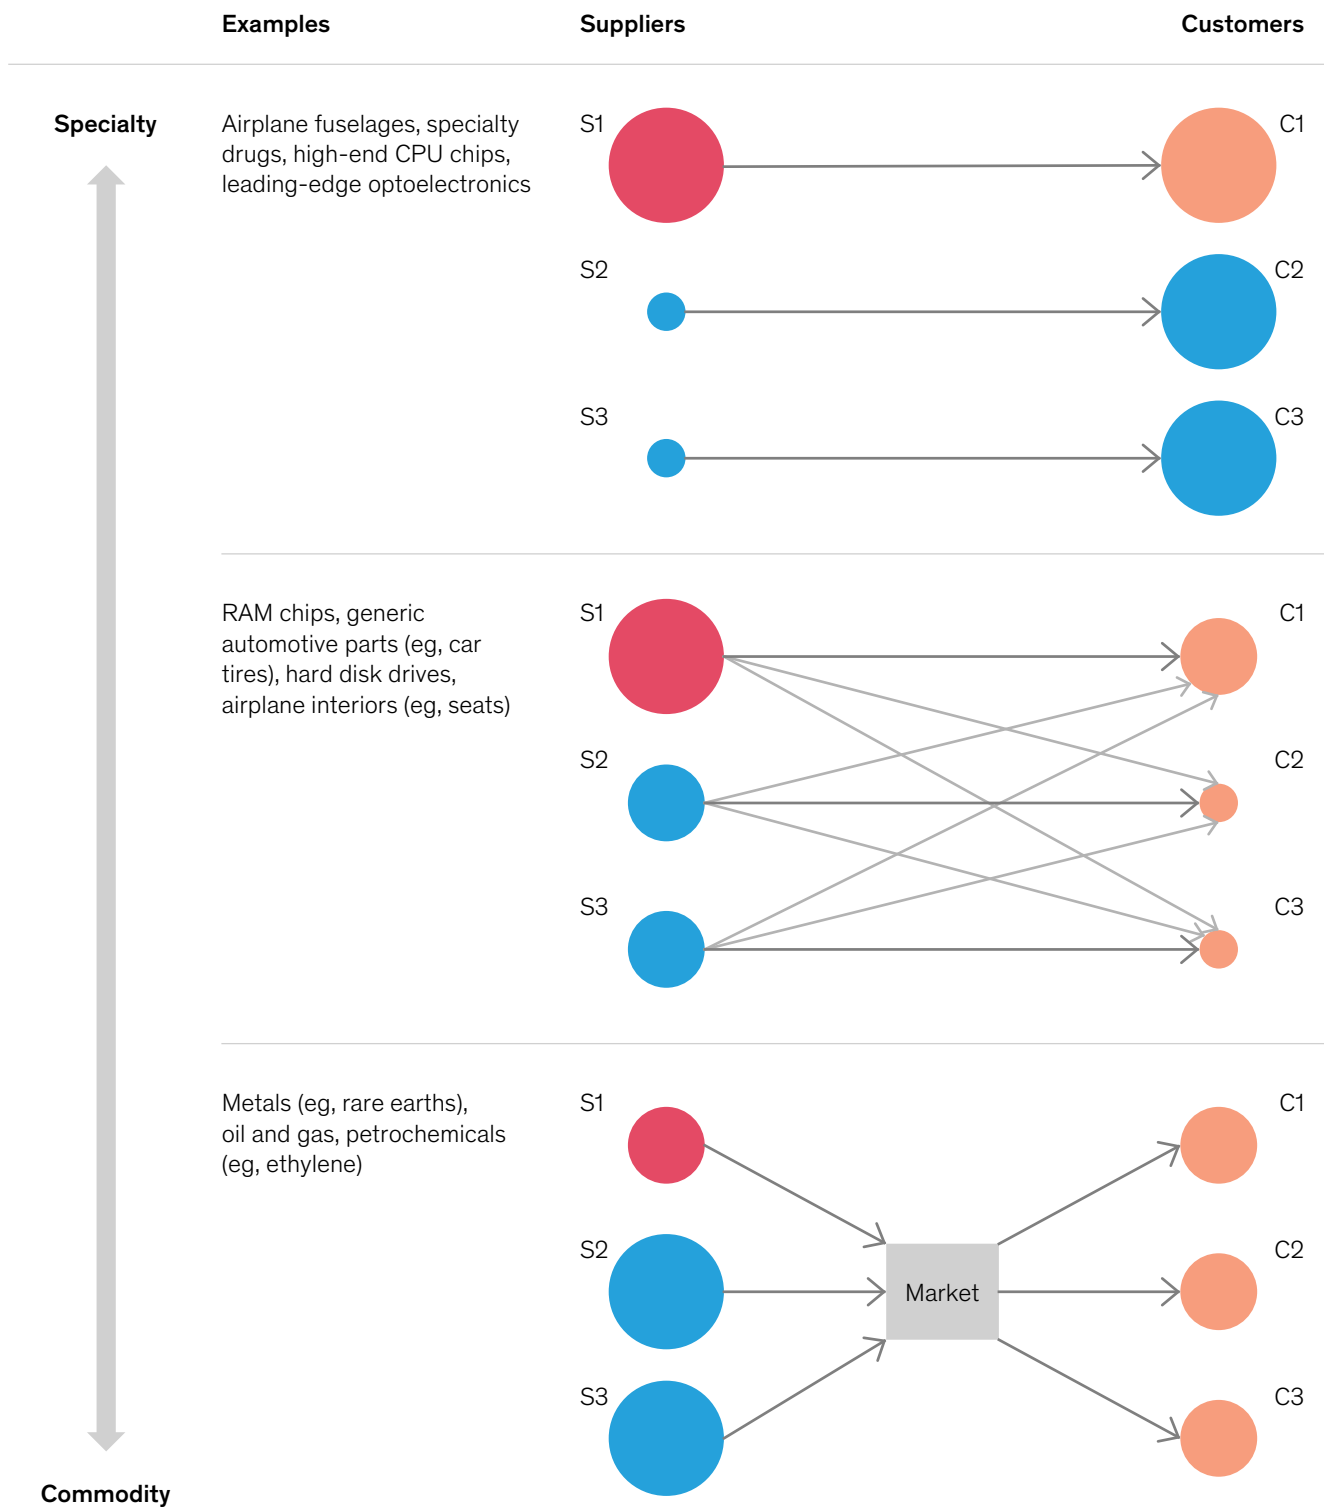 Examples
Suppliers
Customers
Specialty
Airplane fuselages, specialty
drugs, high-end CPU chips,
leading-edge optoelectronics
S1
C1
S2
C2
S3
C3
RAM chips, generic
automotive parts (eg, car
tires), hard disk drives,
airplane interiors (eg, seats)
S1
C1
S2
C2
S3
C3
Metals (eg, rare earths),
oil and gas, petrochemicals
(eg, ethylene)
S1
C1
S2
C2
Market
S3
C3
Commodity